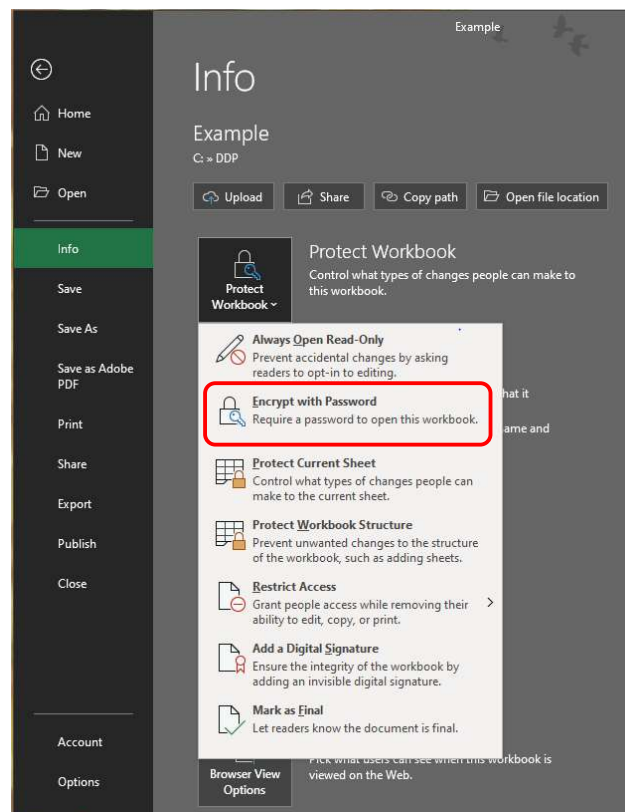 Example
Info
Home
New
Open
Info
Save
Save As
Save as Adobe
PDF
Print
Share
Export
Publish
Close
Account
Options
Example
C: » DDP
Upload
Share
Copy path
Open file location
Protect
Workbook
Protect Workbook
Control what types of changes people can make to
this workbook.
Always Open Read-Only
Prevent accidental changes by asking
readers to opt-in to editing.
Encrypt with Password
Require a password to open this workbook.
hat it
ame and
Protect Current Sheet
Control what types of changes people can
make to the current sheet.
Protect Workbook Structure
Prevent unwanted changes to the structure
of the workbook, such as adding sheets.
Restrict Access
Grant people access while removing their
ability to edit, copy, or print.
Add a Digital Signature
Ensure the integrity of the workbook by
adding an invisible digital signature.
Mark as Final
Let readers know the document is final.
Browser View
Options
Pick what users can see when this workbook is
viewed on the Web.